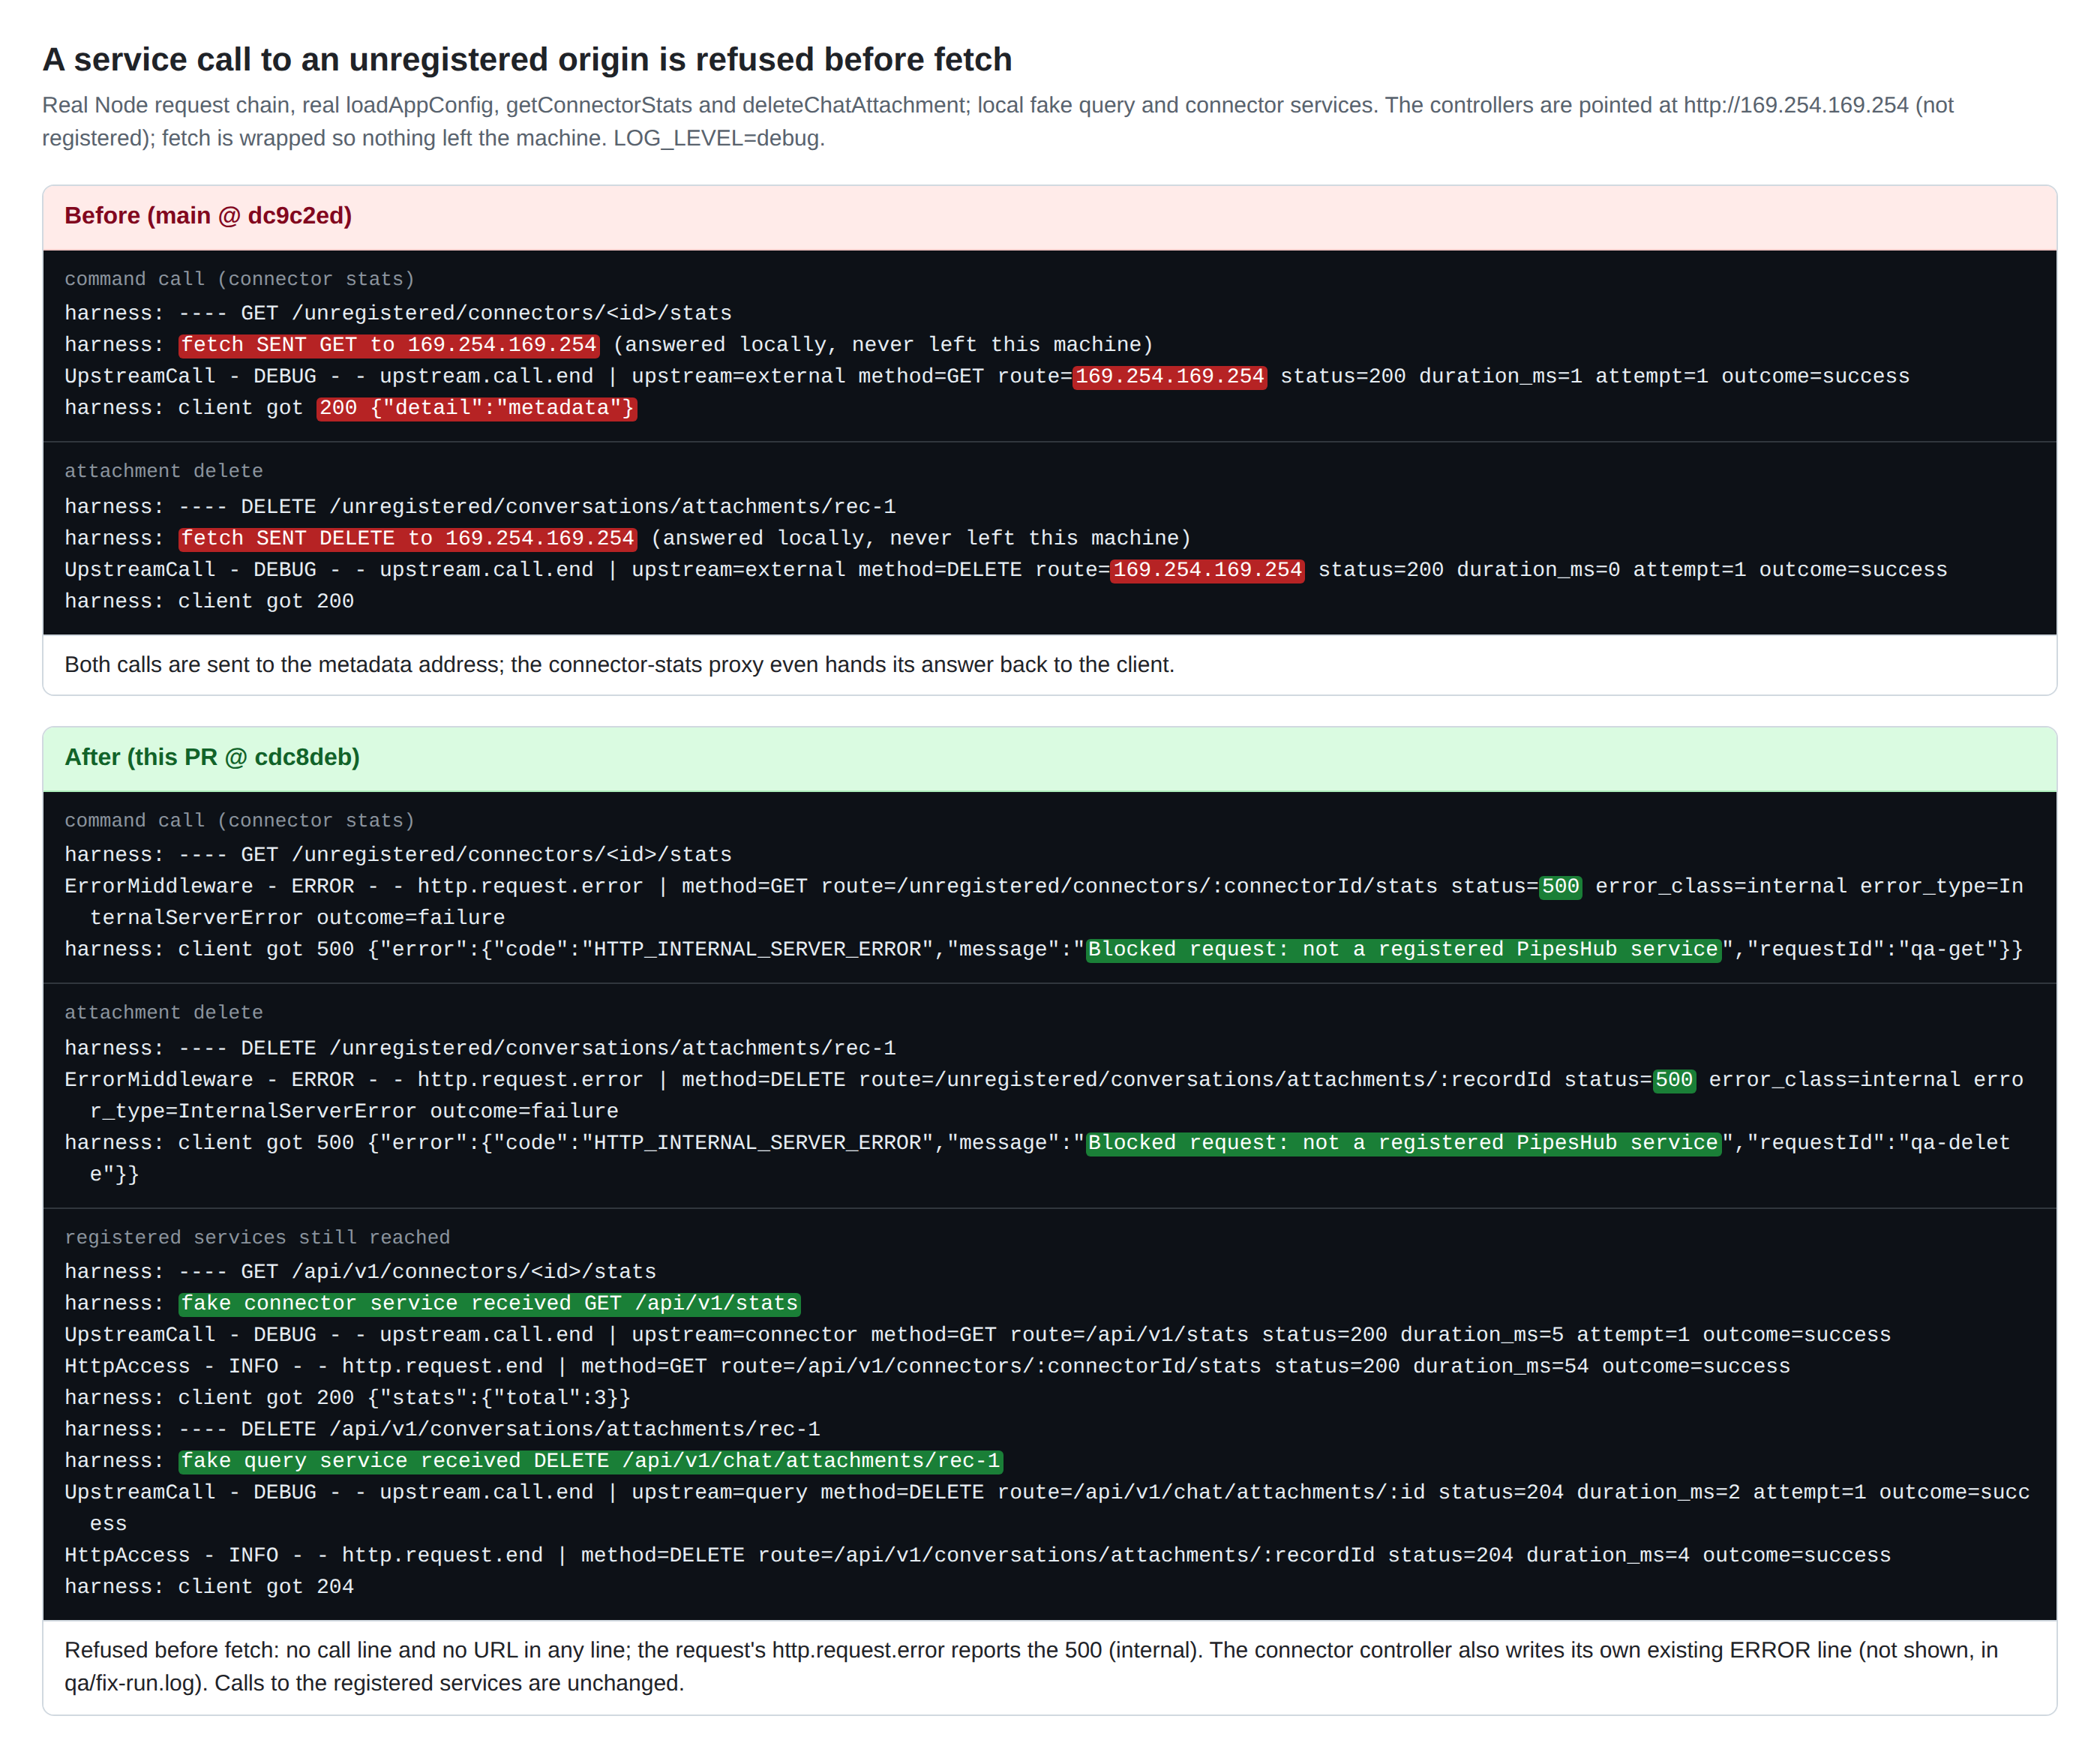 A service call to an unregistered origin is refused before fetch
Real Node request chain, real loadAppConfig, getConnectorStats and deleteChatAttachment; local fake query and connector services. The controllers are pointed at http://169.254.169.254 (not
registered); fetch is wrapped so nothing left the machine. LOG_LEVEL=debug.
Before (main @ dc9c2ed)
command call (connector stats)
harness: ---- GET /unregistered/connectors/<id>/stats
harness: fetch SENT GET to 169.254.169.254 (answered locally, never left this machine)
UpstreamCall - DEBUG - - upstream.call.end | upstream=external method=GET route=169.254.169.254 status=200 duration_ms=1 attempt=1 outcome=success
harness: client got 200 {"detail":"metadata"}
attachment delete
harness: ---- DELETE /unregistered/conversations/attachments/rec-1
harness: fetch SENT DELETE to 169.254.169.254 (answered locally, never left this machine)
UpstreamCall - DEBUG - - upstream.call.end | upstream=external method=DELETE route=169.254.169.254 status=200 duration_ms=0 attempt=1 outcome=success
harness: client got 200
Both calls are sent to the metadata address; the connector-stats proxy even hands its answer back to the client.
After (this PR @ cdc8deb)
command call (connector stats)
harness: ---- GET /unregistered/connectors/<id>/stats
ErrorMiddleware - ERROR - - http.request.error | method=GET route=/unregistered/connectors/:connectorId/stats status=500 error_class=internal error_type=In
ternalServerError outcome=failure
harness: client got 500 {"error":{"code":"HTTP_INTERNAL_SERVER_ERROR","message":"Blocked request: not a registered PipesHub service","requestId":"qa-get"}}
attachment delete
harness: ---- DELETE /unregistered/conversations/attachments/rec-1
ErrorMiddleware - ERROR - - http.request.error | method=DELETE route=/unregistered/conversations/attachments/:recordId status=500 error_class=internal erro
r_type=InternalServerError outcome=failure
harness: client got 500 {"error":{"code":"HTTP_INTERNAL_SERVER_ERROR","message":"Blocked request: not a registered PipesHub service","requestId":"qa-delet
e"}}
registered services still reached
harness: ---- GET /api/v1/connectors/<id>/stats
harness: fake connector service received GET /api/v1/stats
UpstreamCall - DEBUG - - upstream.call.end | upstream=connector method=GET route=/api/v1/stats status=200 duration_ms=5 attempt=1 outcome=success
HttpAccess - INFO - - http.request.end | method=GET route=/api/v1/connectors/:connectorId/stats status=200 duration_ms=54 outcome=success
harness: client got 200 {"stats":{"total":3}}
harness: ---- DELETE /api/v1/conversations/attachments/rec-1
harness: fake query service received DELETE /api/v1/chat/attachments/rec-1
UpstreamCall - DEBUG - - upstream.call.end | upstream=query method=DELETE route=/api/v1/chat/attachments/:id status=204 duration_ms=2 attempt=1 outcome=succ
ess
HttpAccess - INFO - - http.request.end | method=DELETE route=/api/v1/conversations/attachments/:recordId status=204 duration_ms=4 outcome=success
harness: client got 204
Refused before fetch: no call line and no URL in any line; the request's http.request.error reports the 500 (internal). The connector controller also writes its own existing ERROR line (not shown, in
qa/fix-run.log). Calls to the registered services are unchanged.